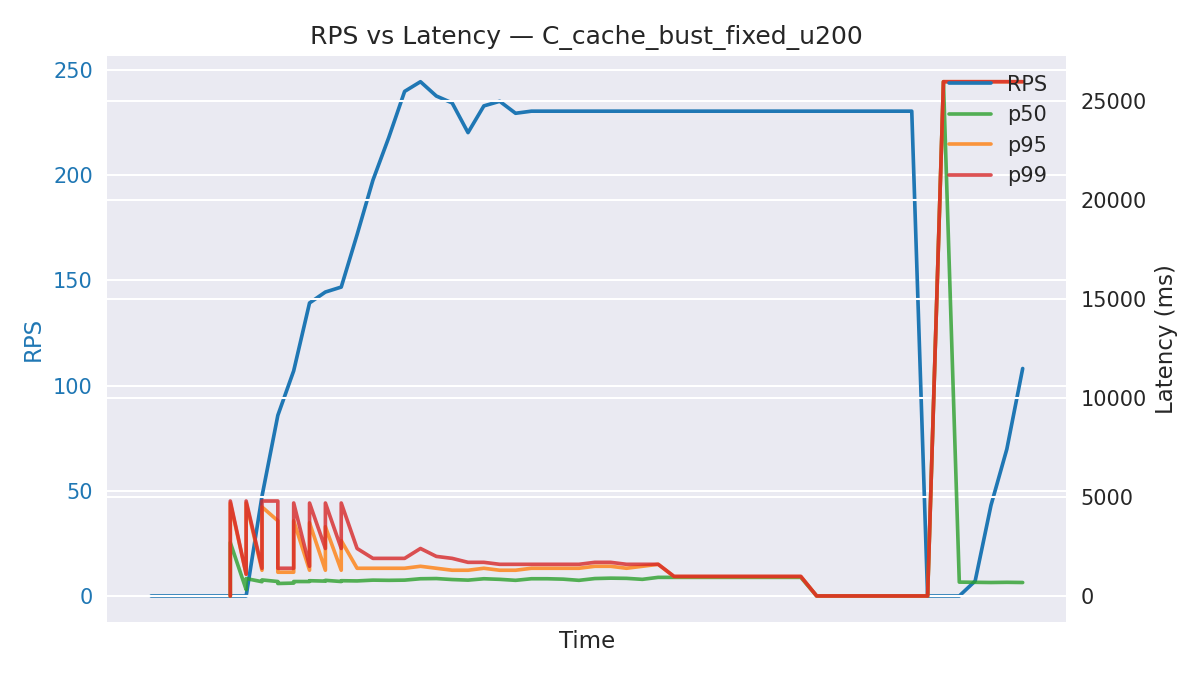 RPS vs Latency — C_cache_bust_fixed_u200
250
200
150
100
50
0
RPS
25000
20000
15000
10000
5000
0
Latency (ms)
RPS
p50
p95
p99
Time